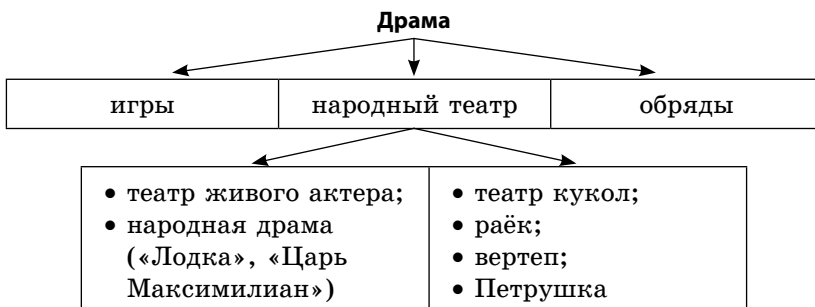 Драма
игры
народный театр
обряды
• театр живого актера;
• народная драма
(«Лодка», «Царь
Максимилиан»)
• театр кукол;
• раёк;
• вертеп;
• Петрушка